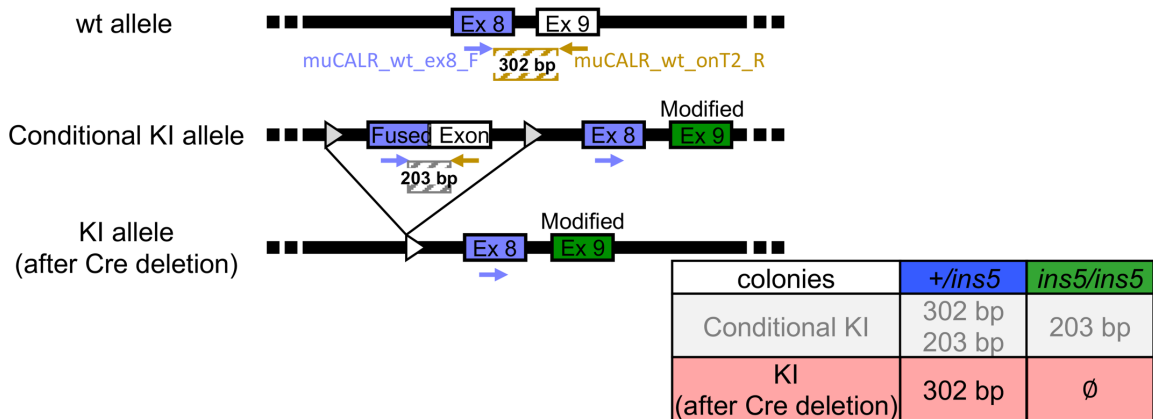 wt allele
Ex 8
Ex 9
muCALR_wt_ex8_F
302 bp
muCALR_wt_onT2_R
Conditional KI allele
Fused
Exon
Ex 8
Modified
Ex 9
203 bp
KI allele
(after Cre deletion)
Ex 8
Modified
Ex 9
colonies
+/ins5
ins5/ins5
Conditional KI
302 bp
203 bp
203 bp
KI
(after Cre deletion)
302 bp
∅